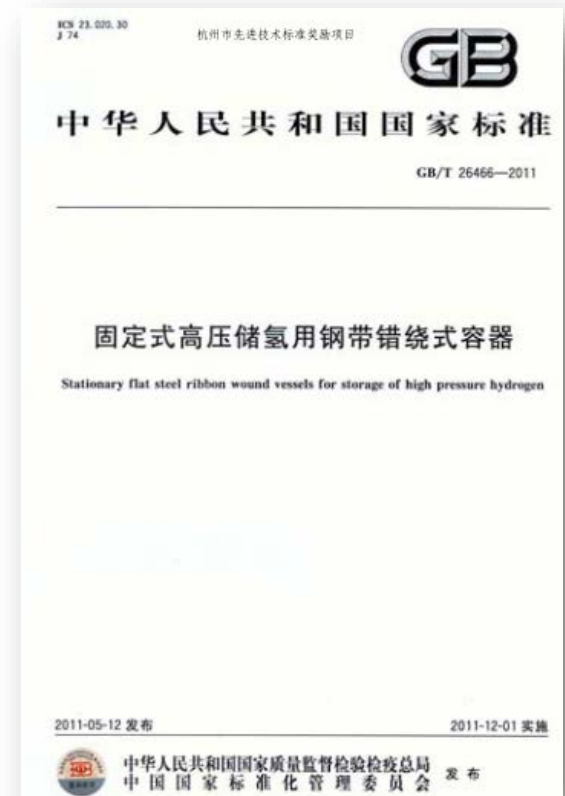 ICS 23.020.30
J 74
杭州市先进技术标准奖励项目
GB
中华人民共和国国家标准
GB/T 26466—2011
固定式高压储氢用钢带错绕式容器
Stationary flat steel ribbon wound vessels for storage of high pressure hydrogen
2011-05-12 发布
2011-12-01 实施
中华人民共和国国家质量监督检验检疫总局
中国国家标准化管理委员会
发布